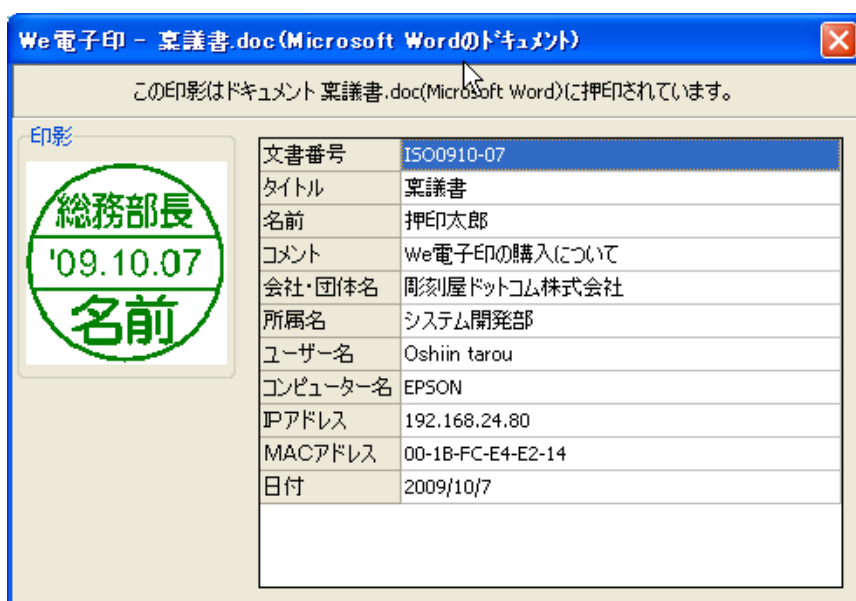 We電子印 - 稟議書.doc(Microsoft Wordのドキュメント)
この印影はドキュメント 稟議書.doc(Microsoft Word)に押印されています。
印影
総務部長
'09.10.07
名前
文書番号 ISO0910-07
タイトル 稟議書
名前 押印太郎
コメント We電子印の購入について
会社・団体名 彫刻屋ドットコム株式会社
所属名 システム開発部
ユーザー名 Oshiin tarou
コンピューター名 EPSON
IPアドレス 192.168.24.80
MACアドレス 00-1B-FC-E4-E2-14
日付 2009/10/7